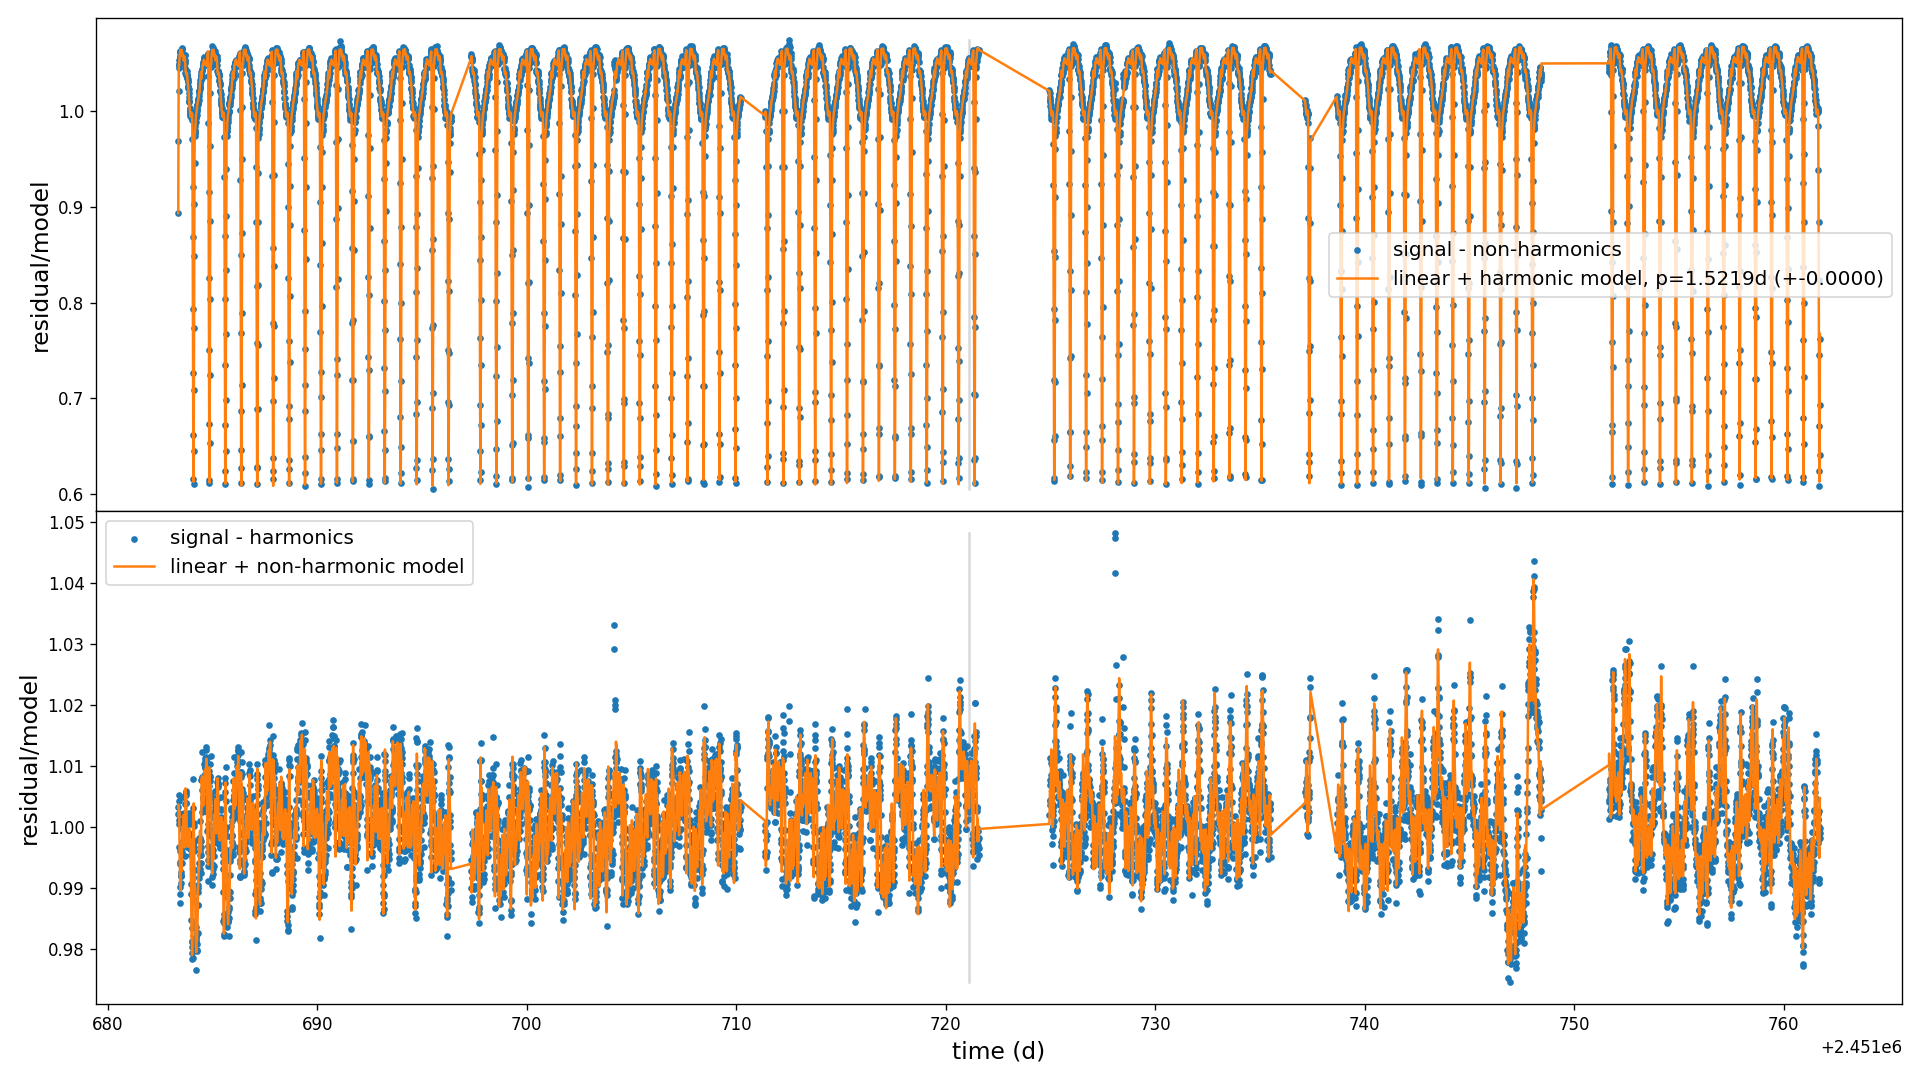 residual/model
1.0
0.9
0.8
0.7
0.6
signal - non-harmonics
linear + harmonic model, p=1.5219d (+-0.0000)
residual/model
1.05
1.04
1.03
1.02
1.01
1.00
0.99
0.98
signal - harmonics
linear + non-harmonic model
680 690 700 710 720 730 740 750 760
time (d)
+2.451e6